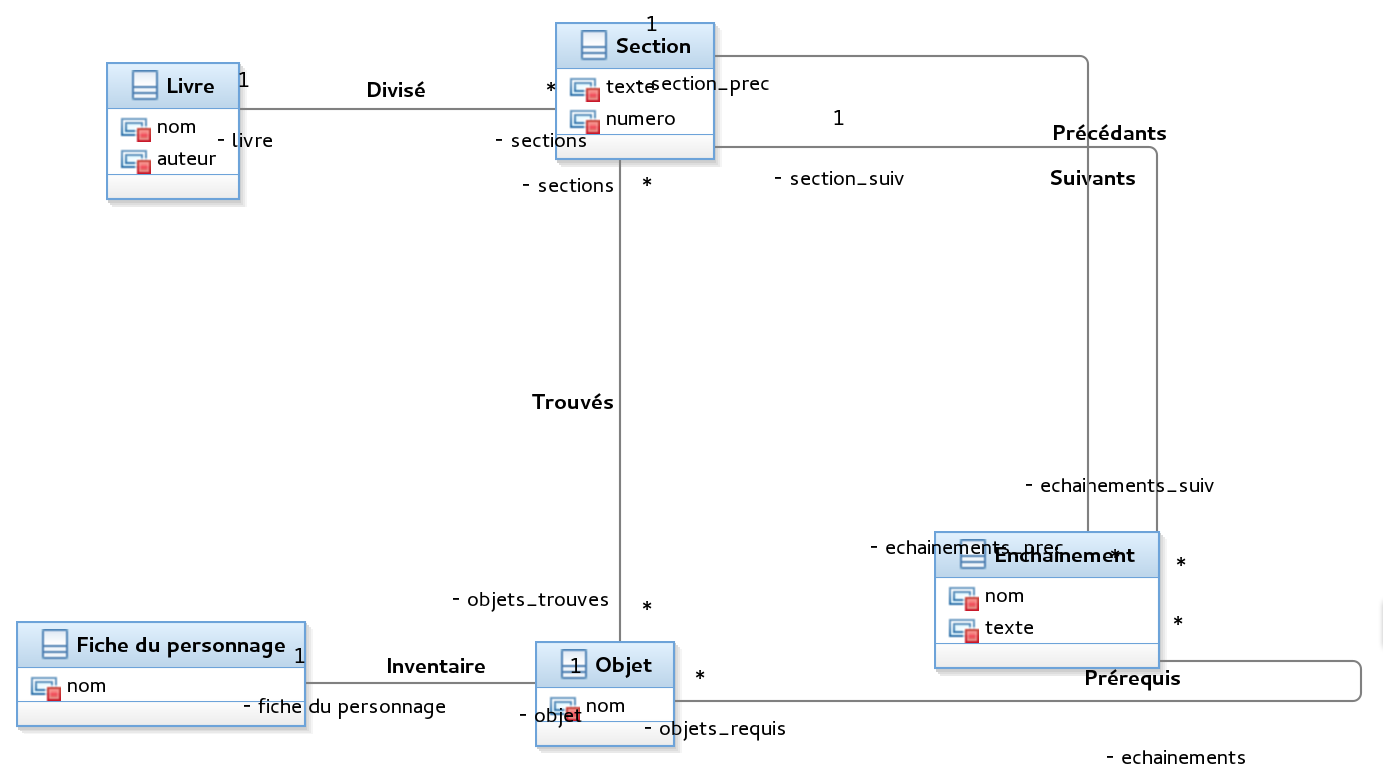 1
Section
texte
- section_prec
numero
- sections
Livre
1
nom
auteur
- livre
Divisé
*
1
Précédants
- section_suiv
Suivants
- sections
*
Trouvés
- echainements_suiv
- echainements_prec
Enchainement
*
*
nom
texte
*
- objets_trouves
*
Fiche du personnage
1
nom
- fiche du personnage
Inventaire
1
Objet
nom
- objet
*
- objets_requis
Prérequis
- echainements